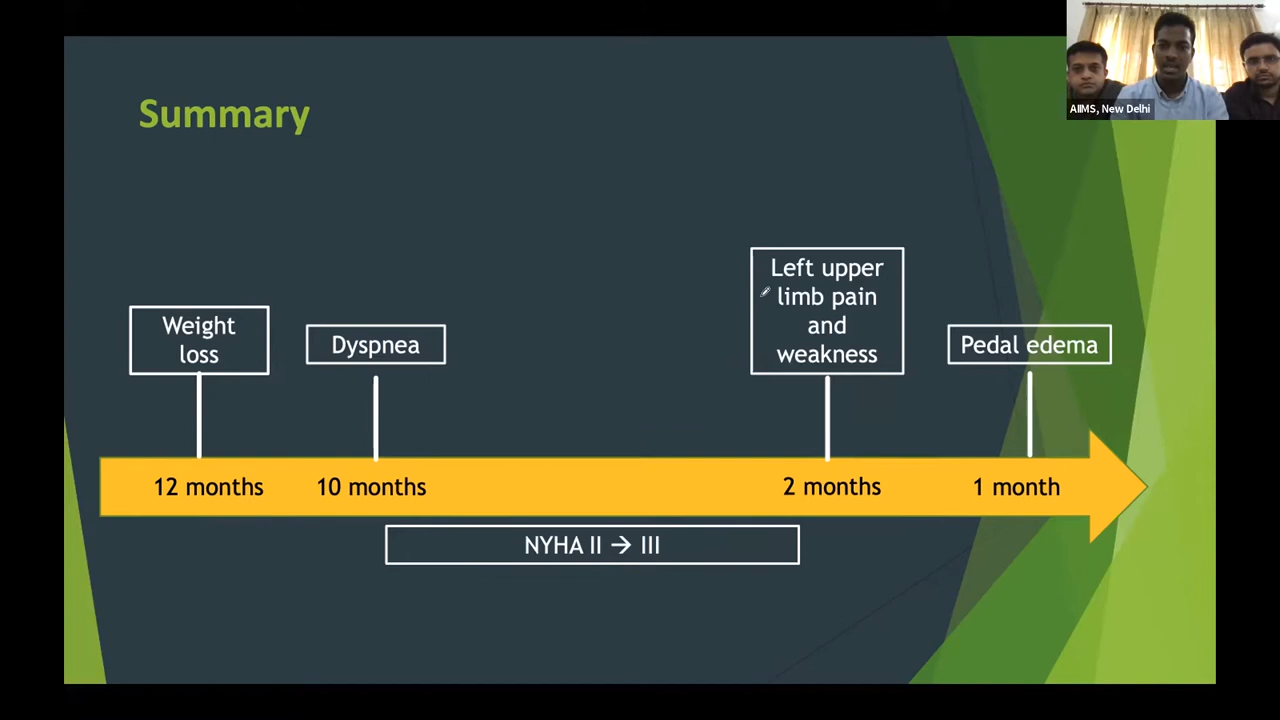 AIIMS, New Delhi
Summary
Weight
loss
Dyspnea
Left upper
limb pain
and
weakness
Pedal edema
12 months
10 months
2 months
1 month
NYHA II → III